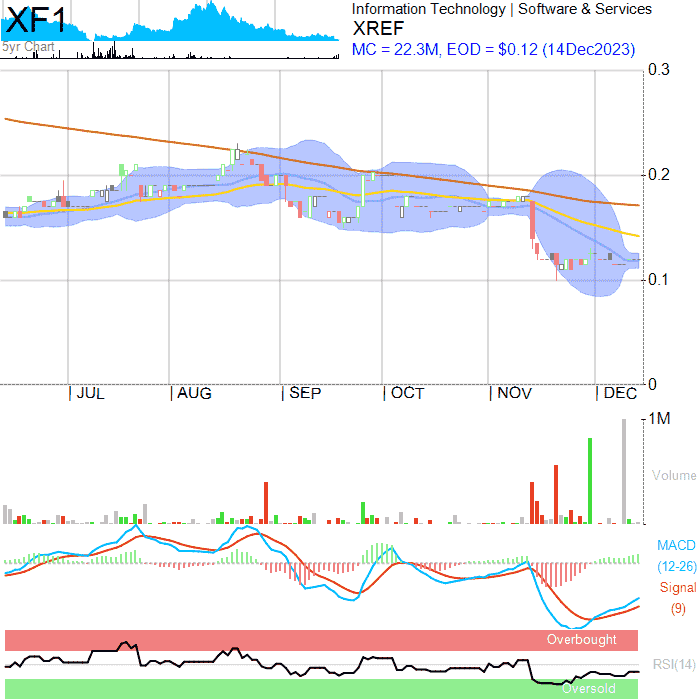 XF1
5yr Chart
Information Technology | Software & Services
XREF
MC = 22.3M, EOD = $0.12 (14Dec2023)
0.3
0.2
0.1
0
| JUL | AUG | SEP | OCT | NOV | DEC
1M
Volume
MACD
(12-26)
Signal
(9)
Overbought
RSI(14)
Oversold